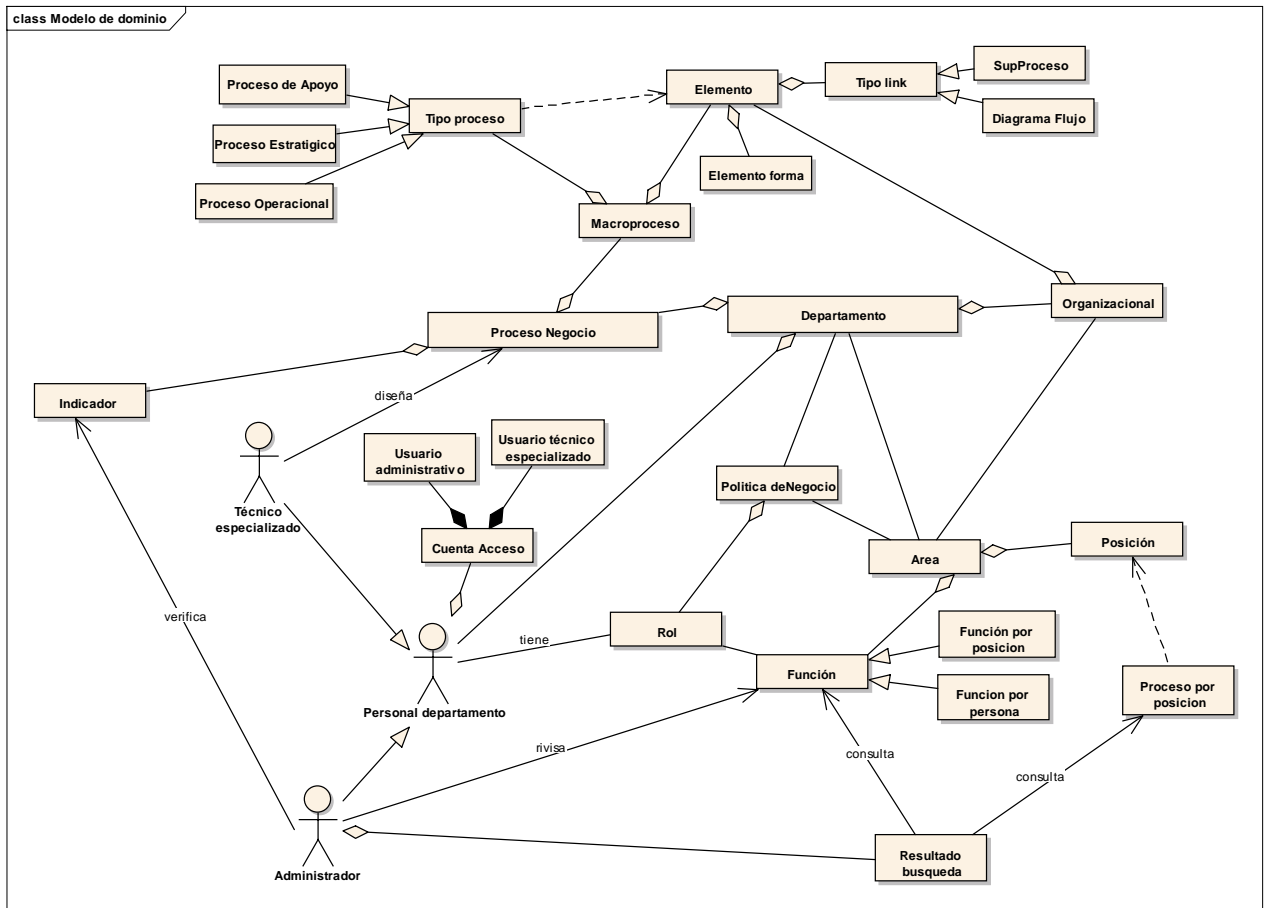 class Modelo de dominio
SupProceso
Proceso de Apoyo
Elemento
Tipo link
Tipo proceso
Diagrama Flujo
Proceso Estratigico
Elemento forma
Proceso Operacional
Macroproceso
Organizacional
Departamento
Proceso Negocio
diseña
Indicador
Usuario
administrativo
Usuario técnico
especializado
Técnico
especializado
Politica deNegocio
Cuenta Acceso
Area
Posición
verifica
tiene
Rol
Función por
posicion
Función
Funcion por
persona
Proceso por
posicion
Personal departamento
rivisa
consulta
consulta
Resultado
busqueda
Administrador